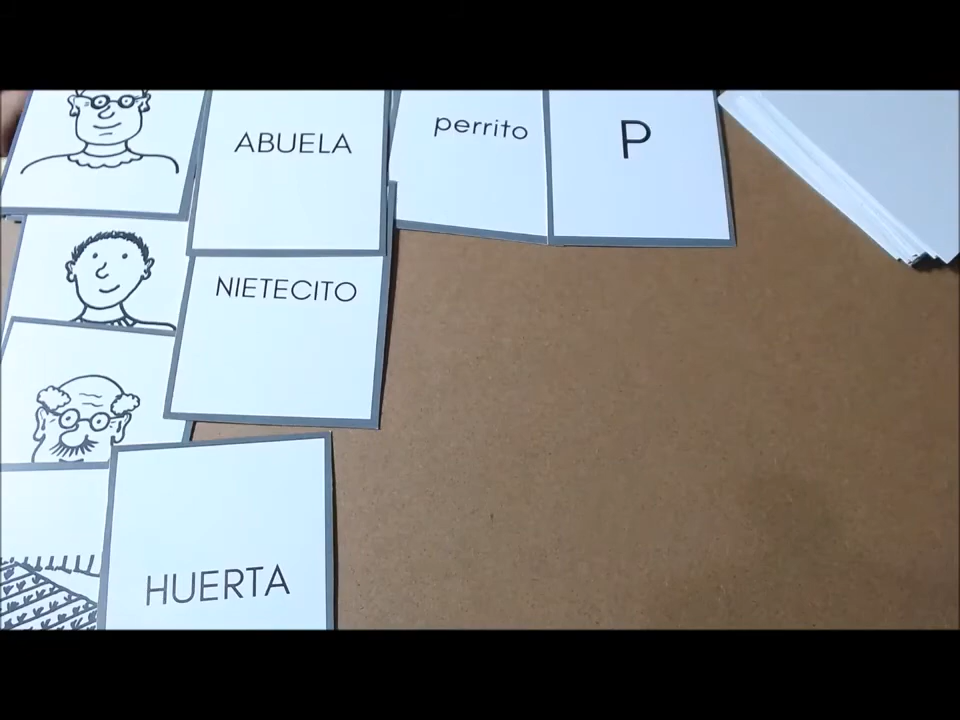 ABUELA
perrito
P
NIETECITO
HUERTA